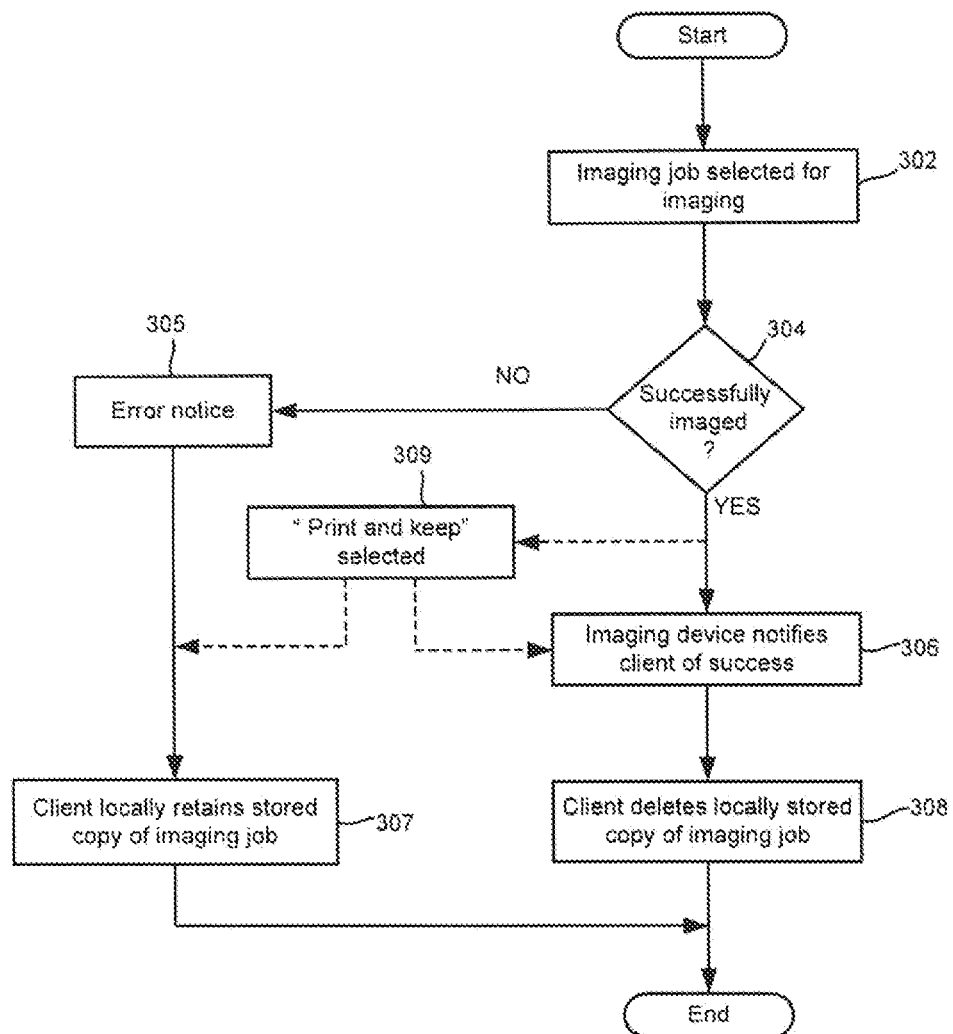 Start
Imaging job selected for
imaging
302
304
Successfully
imaged
?
NO
YES
305
Error notice
309
" Print and keep"
selected
Imaging device notifies
client of success
306
Client locally retains stored
copy of imaging job
307
Client deletes locally stored
copy of imaging job
308
End